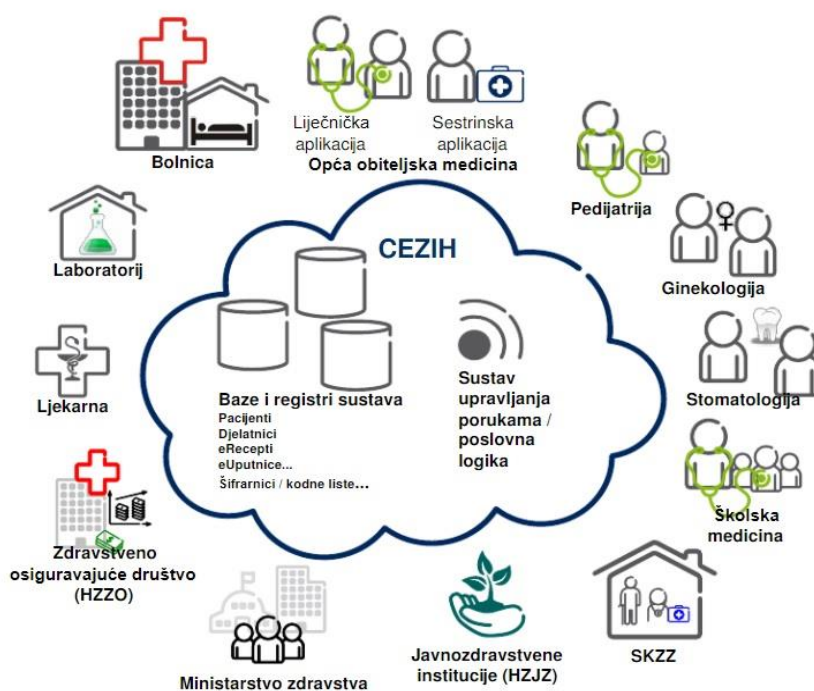 Bolnica
Liječnička
aplikacija
Sestrinska
aplikacija
Opća obiteljska medicina
Pedijatrija
Ginekologija
Stomatologija
Školska
medicina
SKZZ
Javnozdravstvene
institucije (HZJZ)
Ministarstvo zdravstva
Zdravstveno
osiguravajuće društvo
(HZZO)
Ljekarna
Laboratorij
CEZIH
Baze i registri sustava
Pacijenti
Djelatnici
eRecepti
eUputnice...
Šifrarnici / kodne liste...
Sustav
upravljanja
porukama /
poslovna
logika